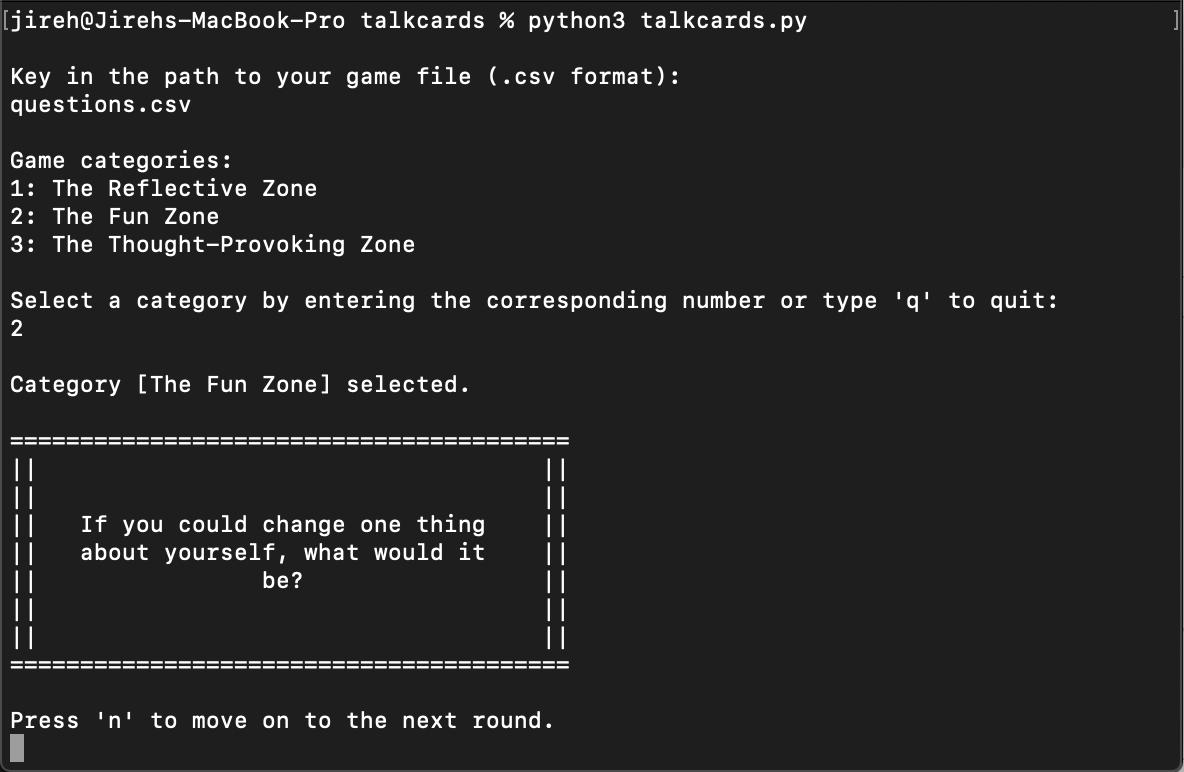 [jireh@Jirehs-MacBook-Pro talkcards % python3 talkcards.py ]
Key in the path to your game file (.csv format):
questions.csv
Game categories:
1: The Reflective Zone
2: The Fun Zone
3: The Thought-Provoking Zone
Select a category by entering the corresponding number or type 'q' to quit:
2
Category [The Fun Zone] selected.
========================================
|| ||
|| ||
|| If you could change one thing ||
|| about yourself, what would it ||
|| be? ||
|| ||
|| ||
========================================
Press 'n' to move on to the next round.